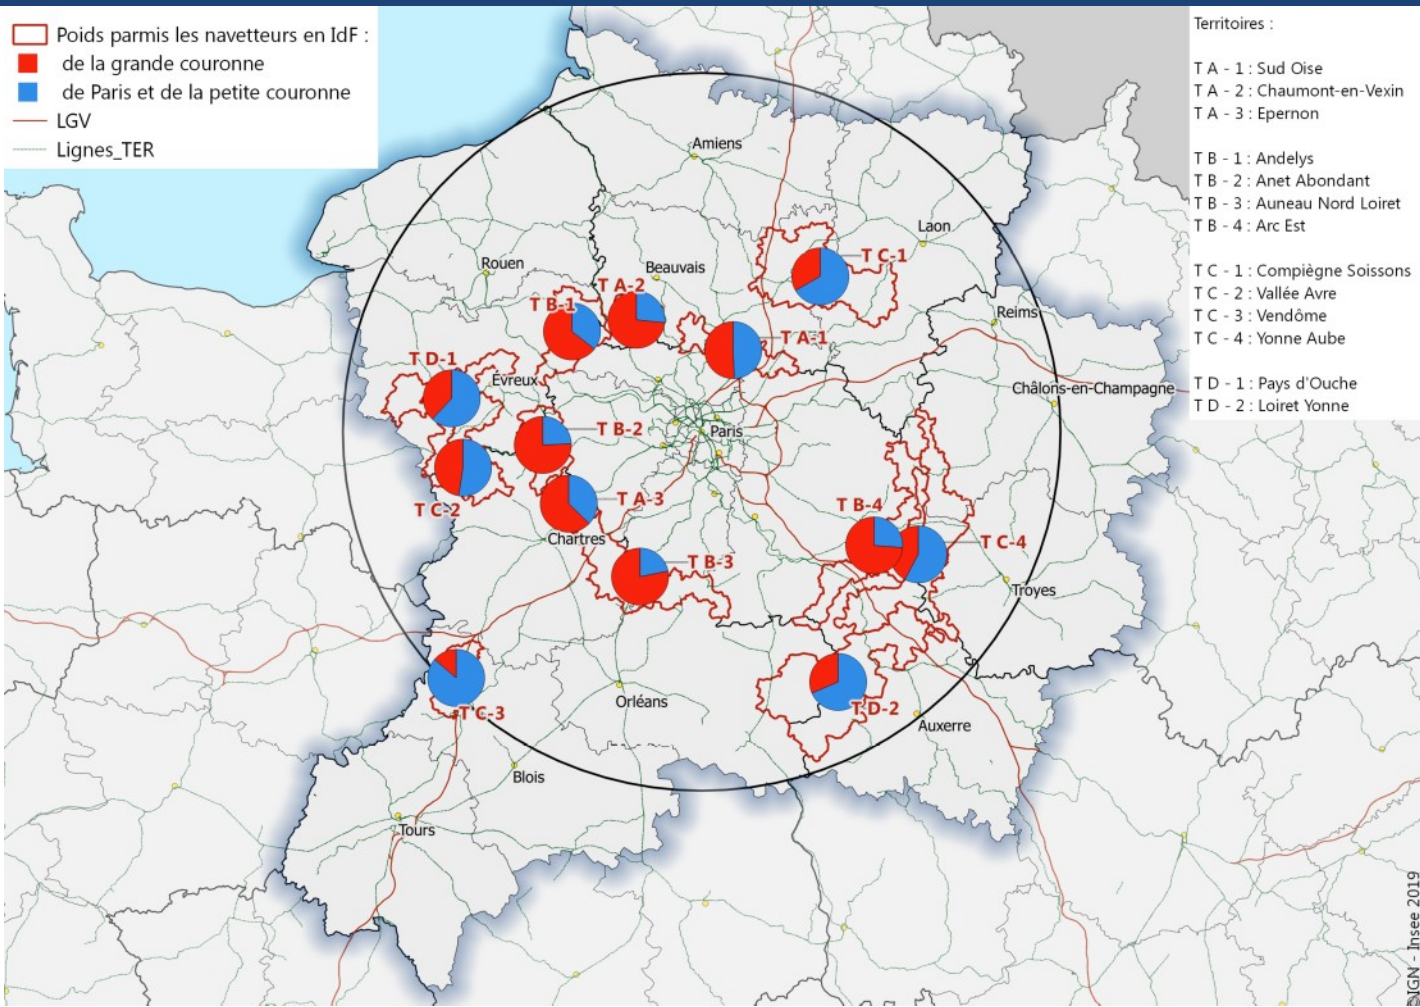 Poids parmis les navetteurs en IdF :
de la grande couronne
de Paris et de la petite couronne
LGV
Lignes_TER
Territoires :
T A - 1 : Sud Oise
T A - 2 : Chaumont-en-Vexin
T A - 3 : Epernon
T B - 1 : Andelys
T B - 2 : Anet Abondant
T B - 3 : Auneau Nord Loiret
T B - 4 : Arc Est
T C - 1 : Compiègne Soissons
T C - 2 : Vallée Avre
T C - 3 : Vendôme
T C - 4 : Yonne Aube
T D - 1 : Pays d'Ouche
T D - 2 : Loiret Yonne
Amiens
Laon
Rouen
Beauvais
T C-1
T A-2
T B-1
Reims
T A-1
T D-1
Évreux
Châlons-en-Champagne
T B-2
Paris
T A-3
T B-4
T C-2
Chartres
T C-4
T B-3
Troyes
Orléans
T C-3
T D-2
Auxerre
Blois
Tours
IGN - Insee 2019